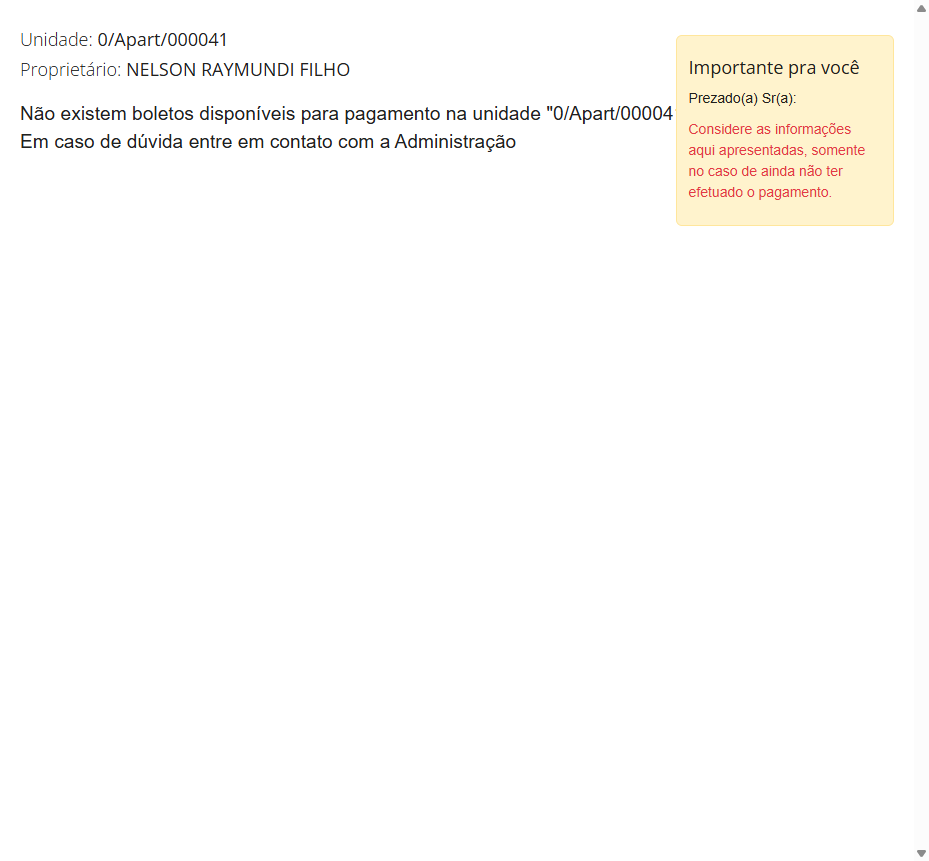 Unidade: 0/Apart/000041
Proprietário: NELSON RAYMUNDI FILHO
Não existem boletos disponíveis para pagamento na unidade "0/Apart/00004
Em caso de dúvida entre em contato com a Administração
Importante pra você
Prezado(a) Sr(a):
Considere as informações
aqui apresentadas, somente
no caso de ainda não ter
efetuado o pagamento.